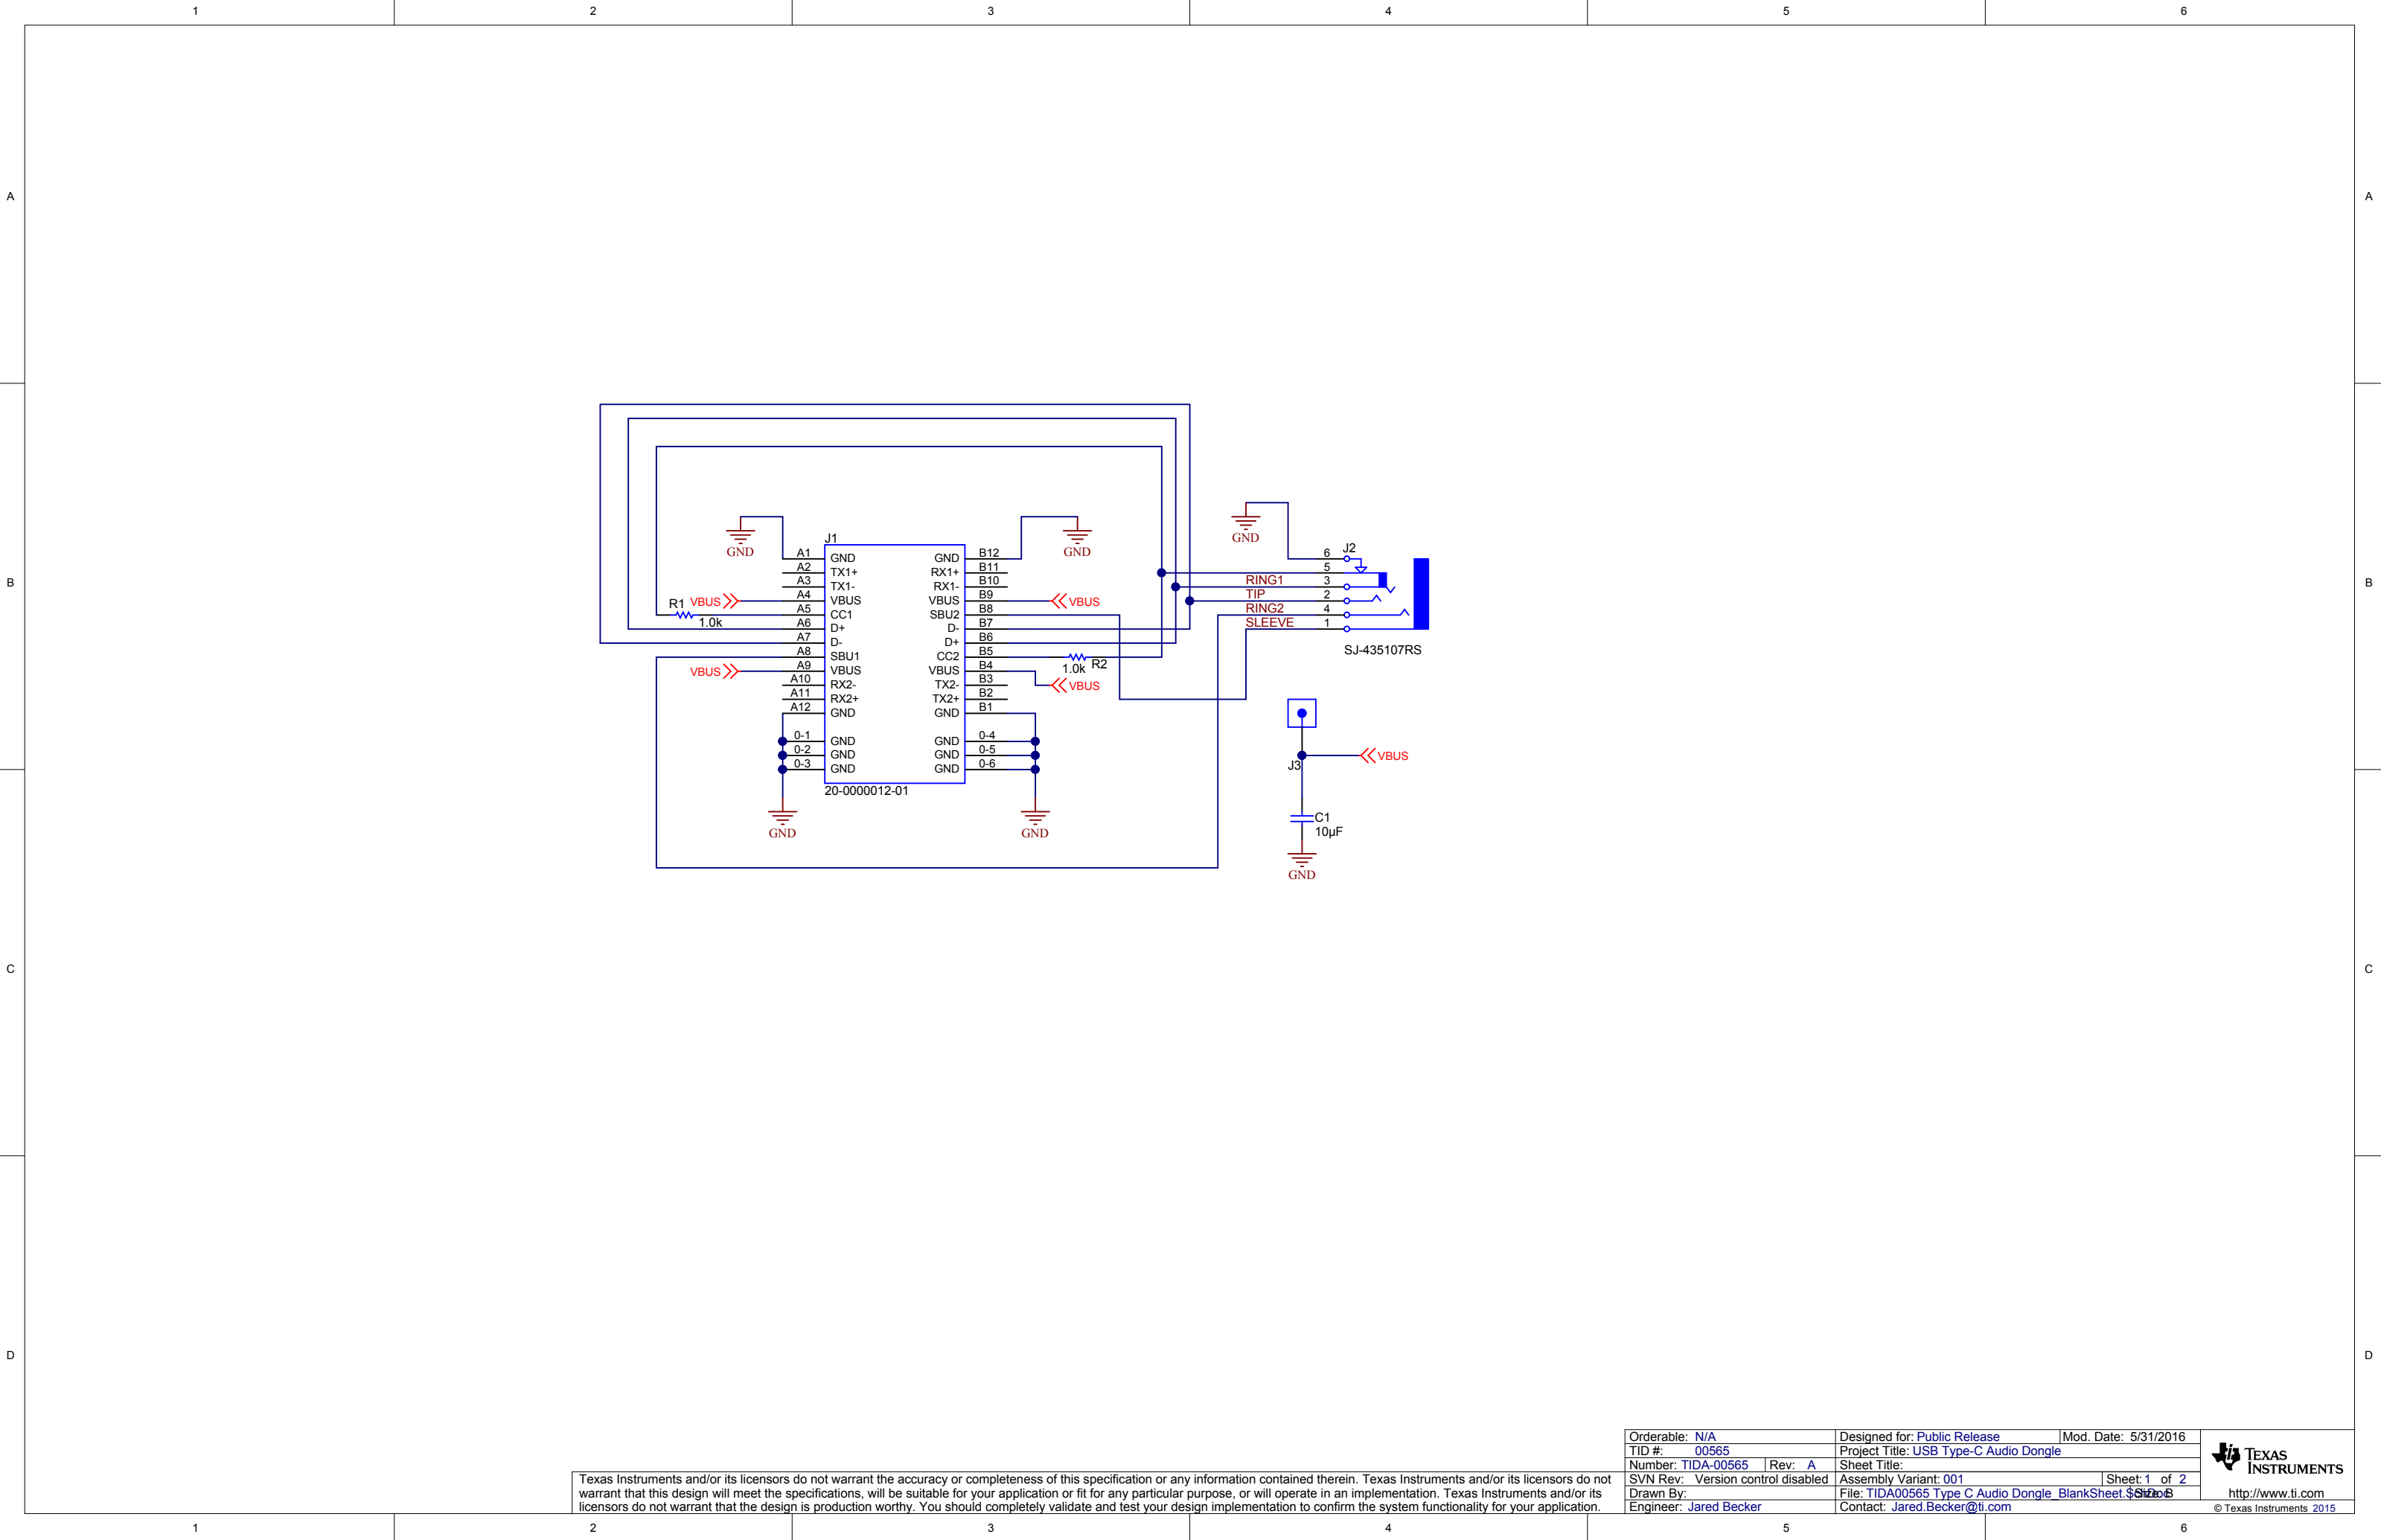 1 2 3 4 5 6
A A
B B
C C
D D
GND
GND
GND
J1
J2
A1 GND GND B12
A2 TX1+ RX1+ B11
A3 TX1- RX1- B10
VBUS A4 VBUS VBUS B9 VBUS
R1 A5 CC1 SBU2 B8
1.0k A6 D+ D- B7
A7 D- D+ B6
A8 SBU1 CC2 B5
VBUS A9 VBUS VBUS B4
1.0k R2
A10 RX2- TX2- B3 VBUS
A11 RX2+ TX2+ B2
A12 GND GND B1
0-1 GND GND 0-4
0-2 GND GND 0-5
0-3 GND GND 0-6
20-0000012-01
GND
GND
6
5
RING1 3
TIP 2
RING2 4
SLEEVE 1
SJ-435107RS
VBUS
J3
C1
10µF
GND
Texas Instruments and/or its licensors do not warrant the accuracy or completeness of this specification or any information contained therein. Texas Instruments and/or its licensors do not
warrant that this design will meet the specifications, will be suitable for your application or fit for any particular purpose, or will operate in an implementation. Texas Instruments and/or its
licensors do not warrant that the design is production worthy. You should completely validate and test your design implementation to confirm the system functionality for your application.
Orderable: N/A Designed for: Public Release Mod. Date: 5/31/2016
TID #: 00565 Project Title: USB Type-C Audio Dongle
Number: TIDA-00565 Rev: A Sheet Title:
SVN Rev: Version control disabled Assembly Variant: 001 Sheet: 1 of 2
Drawn By: File: TIDA00565 Type C Audio Dongle_BlankSheet.SchDoc Size: B
Engineer: Jared Becker Contact: Jared.Becker@ti.com
TEXAS
INSTRUMENTS
http://www.ti.com
© Texas Instruments 2015
1 2 3 4 5 6